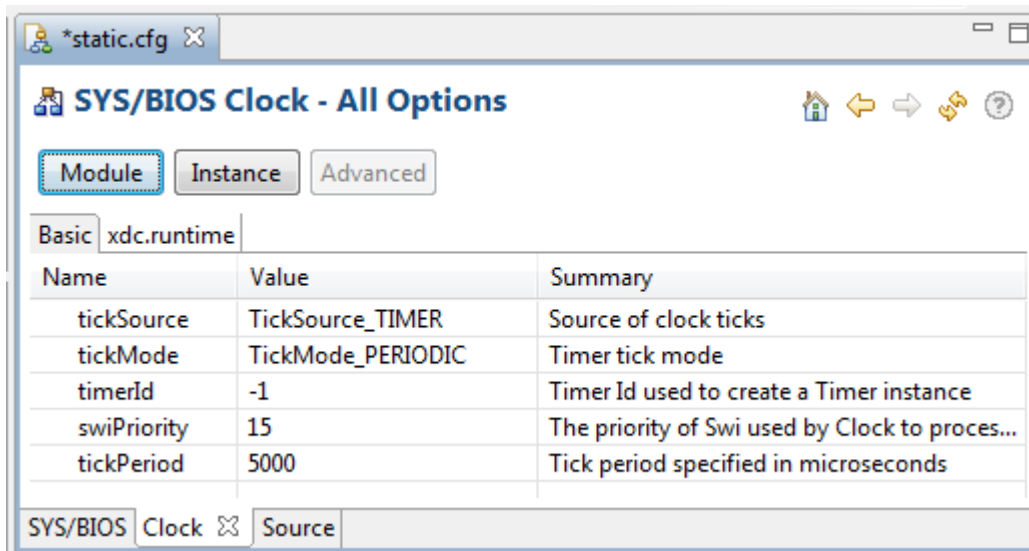 *static.cfg
SYS/BIOS Clock - All Options
Module Instance Advanced
Basic xdc.runtime
Name Value Summary
tickSource TickSource_TIMER Source of clock ticks
tickMode TickMode_PERIODIC Timer tick mode
timerId -1 Timer Id used to create a Timer instance
swiPriority 15 The priority of Swi used by Clock to proces...
tickPeriod 5000 Tick period specified in microseconds
SYS/BIOS Clock Source